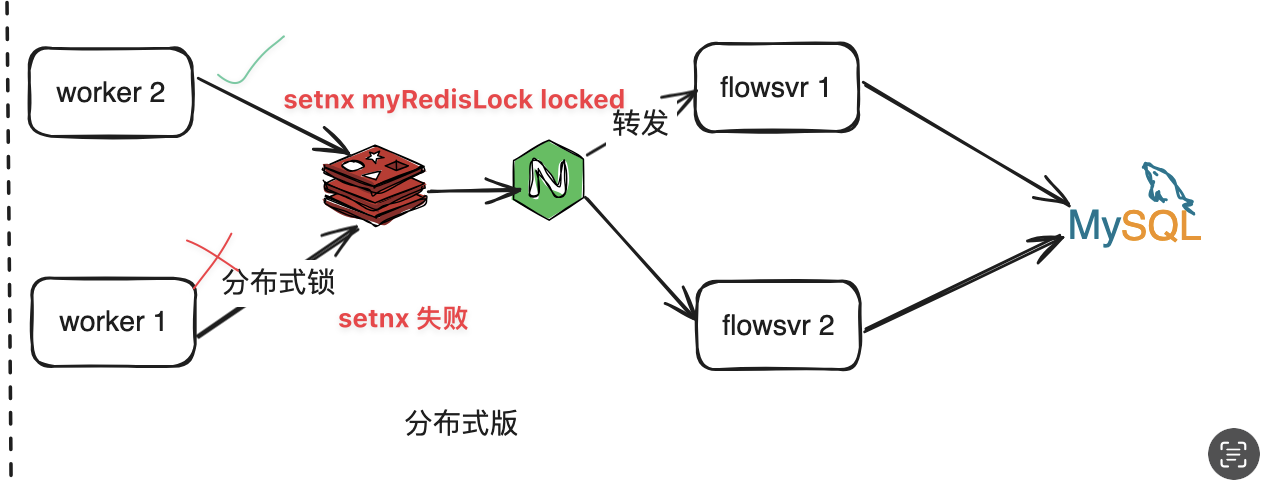 worker 2
setnx myRedisLock locked
转发
flowsvr 1
N
MySQL
分布式锁
worker 1
setnx 失败
flowsvr 2
分布式版